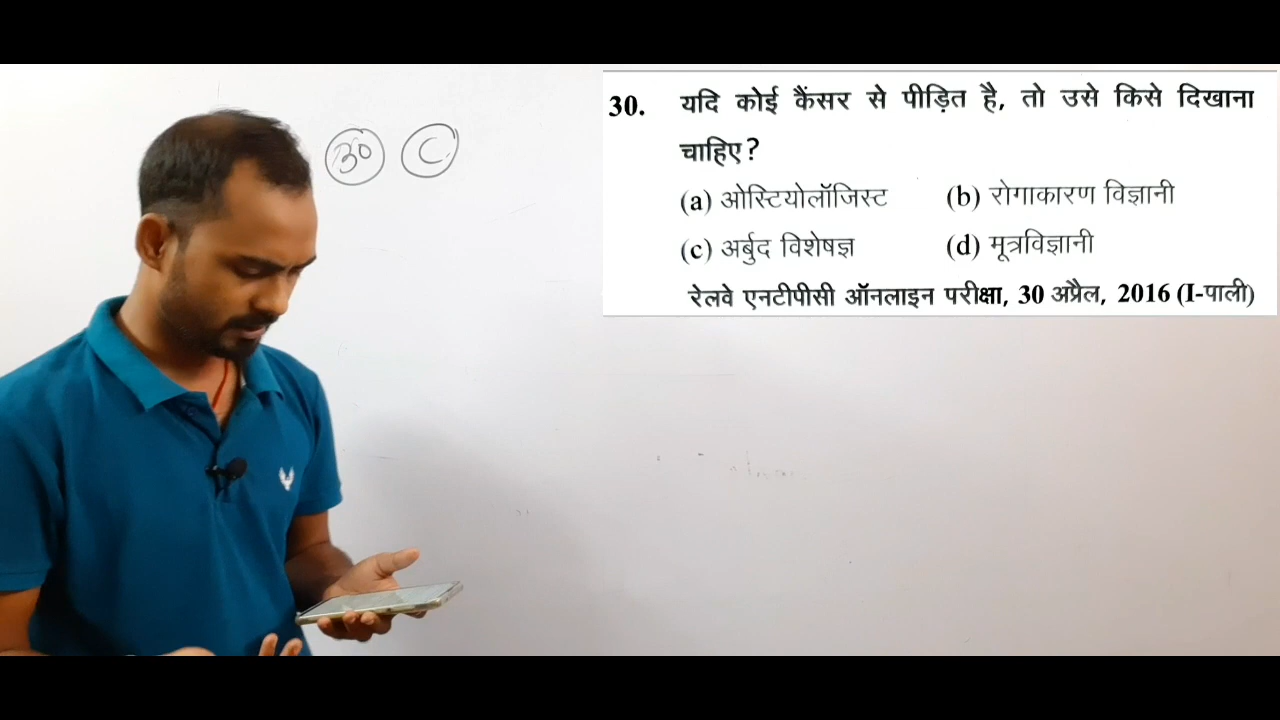 30 C
30. यदि कोई कैंसर से पीड़ित है, तो उसे किसे दिखाना
चाहिए?
(a) ओस्टियोलॉजिस्ट (b) रोगाकारण विज्ञानी
(c) अर्बुद विशेषज्ञ (d) मूत्रविज्ञानी
रेलवे एनटीपीसी ऑनलाइन परीक्षा, 30 अप्रैल, 2016 (I-पाली)